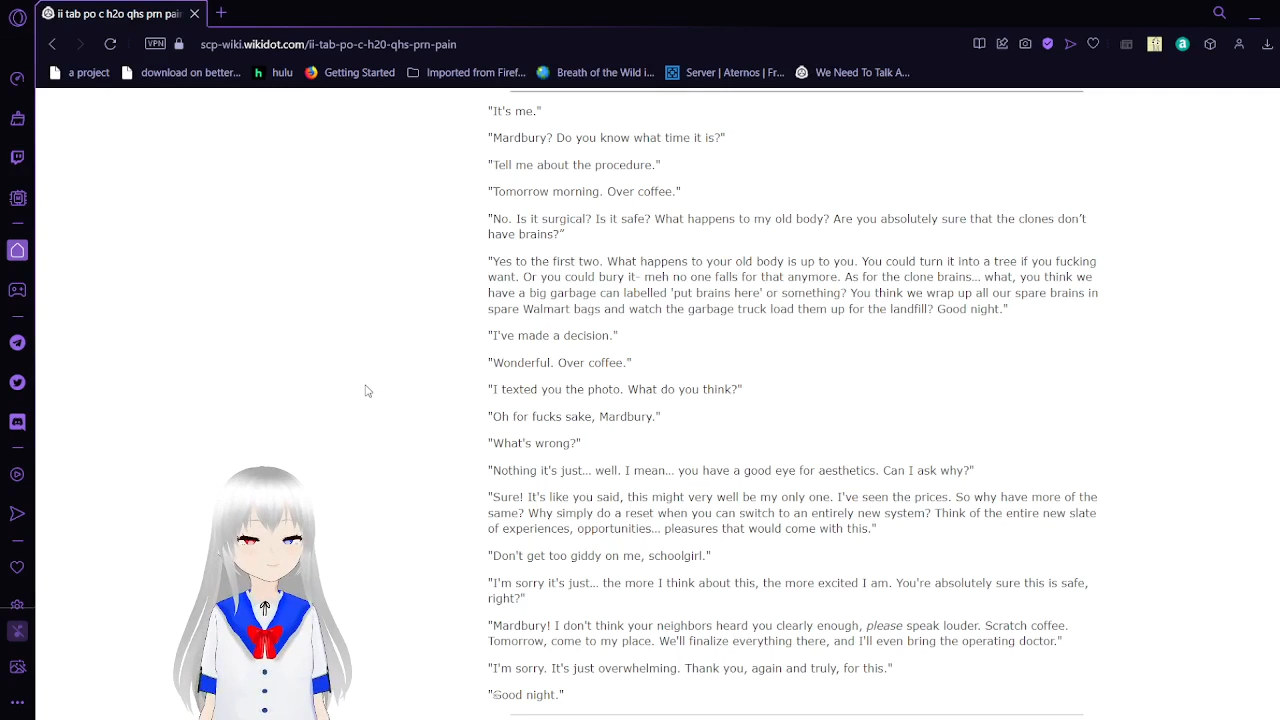 ii tab po c h2o qhs prn pain
VPN
scp-wiki.wikidot.com/ii-tab-po-c-h20-qhs-prn-pain
a project
download on better...
hulu
Getting Started
Imported from Firef...
Breath of the Wild i...
Server | Aternos | Fr...
We Need To Talk A...
"It's me."
"Mardbury? Do you know what time it is?"
"Tell me about the procedure."
"Tomorrow morning. Over coffee."
"No. Is it surgical? Is it safe? What happens to my old body? Are you absolutely sure that the clones don’t
have brains?”
"Yes to the first two. What happens to your old body is up to you. You could turn it into a tree if you fucking
want. Or you could bury it- meh no one falls for that anymore. As for the clone brains... what, you think we
have a big garbage can labelled 'put brains here' or something? You think we wrap up all our spare brains in
spare Walmart bags and watch the garbage truck load them up for the landfill? Good night."
"I've made a decision."
"Wonderful. Over coffee."
"I texted you the photo. What do you think?"
"Oh for fucks sake, Mardbury."
"What's wrong?"
"Nothing it's just... well. I mean... you have a good eye for aesthetics. Can I ask why?"
"Sure! It's like you said, this might very well be my only one. I've seen the prices. So why have more of the
same? Why simply do a reset when you can switch to an entirely new system? Think of the entire new slate
of experiences, opportunities... pleasures that would come with this."
"Don't get too giddy on me, schoolgirl."
"I'm sorry it's just... the more I think about this, the more excited I am. You're absolutely sure this is safe,
right?"
"Mardbury! I don't think your neighbors heard you clearly enough, please speak louder. Scratch coffee.
Tomorrow, come to my place. We'll finalize everything there, and I'll even bring the operating doctor."
"I'm sorry. It's just overwhelming. Thank you, again and truly, for this."
"Good night."